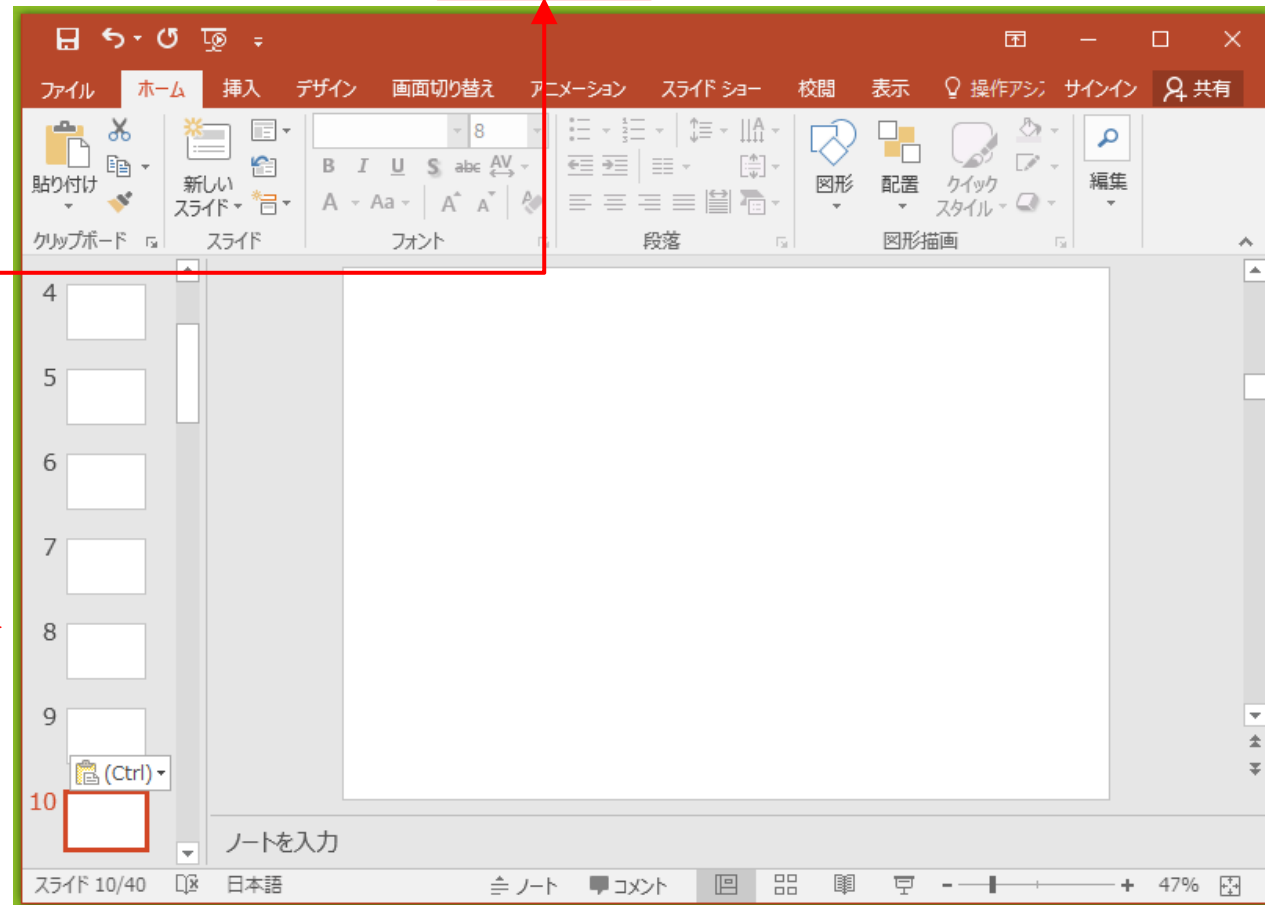 ファイル ホーム 挿入 デザイン 画面切り替え アニメーション スライド ショー 校閲 表示 操作アシ サインイン 共有
8
貼り付け 新しい スライド B I U S abc AV A Aa A A 図形 配置 クイック スタイル 編集
クリップボード スライド フォント 段落 図形描画
4
5
6
7
8
9
(Ctrl)
10
ノートを入力
スライド 10/40 日本語 ノート コメント 47%